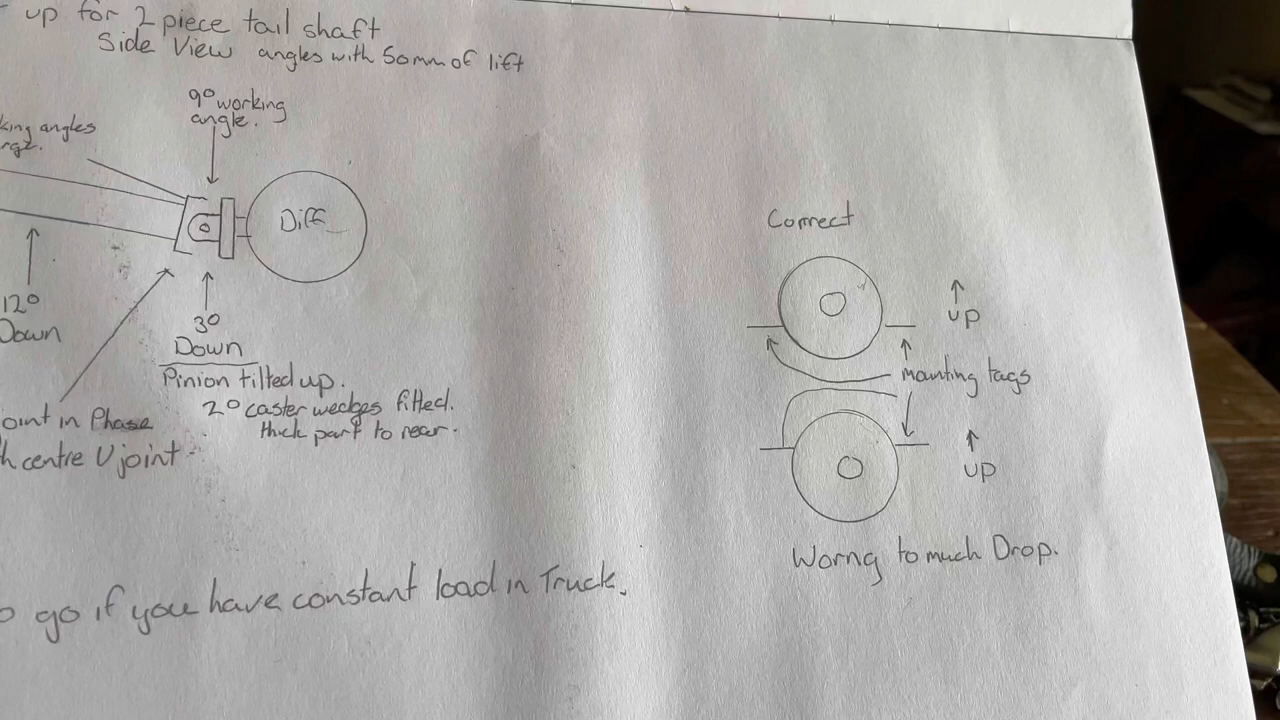 up for 2 piece tail shaft
Side View angles with 50mm of lift
9° working
angle.
king angles
Diff
12°
Down
3°
Down
Pinion tilted up.
2° caster wedges fitted.
thick part to rear.
oint in Phase
h centre U joint
go if you have constant load in Truck.
Correct
up
mounting tags
up
Worng to much Drop.